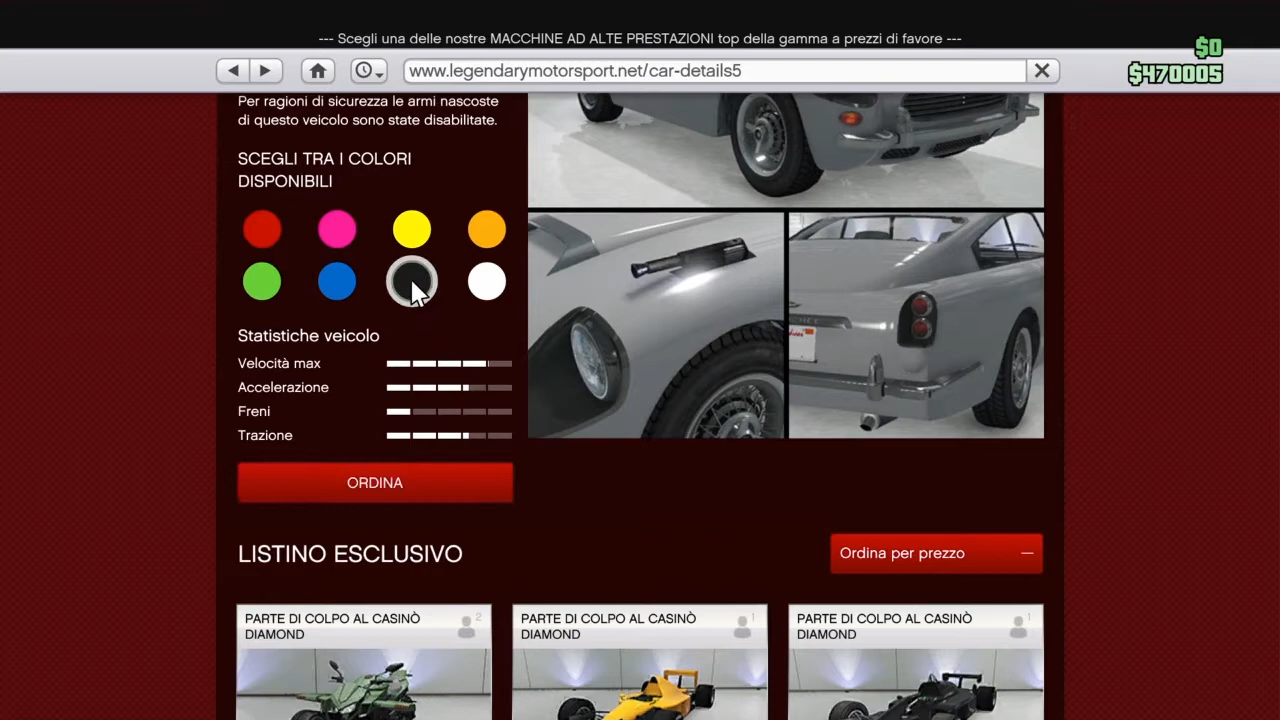 --- Scegli una delle nostre MACCHINE AD ALTE PRESTAZIONI top della gamma a prezzi di favore ---
$0
$470005
www.legendarymotorsport.net/car-details5
Per ragioni di sicurezza le armi nascoste
di questo veicolo sono state disabilitate.
SCEGLI TRA I COLORI
DISPONIBILI
Statistiche veicolo
Velocità max
Accelerazione
Freni
Trazione
ORDINA
LISTINO ESCLUSIVO
Ordina per prezzo
PARTE DI COLPO AL CASINÒ
DIAMOND
2
PARTE DI COLPO AL CASINÒ
DIAMOND
1
PARTE DI COLPO AL CASINÒ
DIAMOND
1